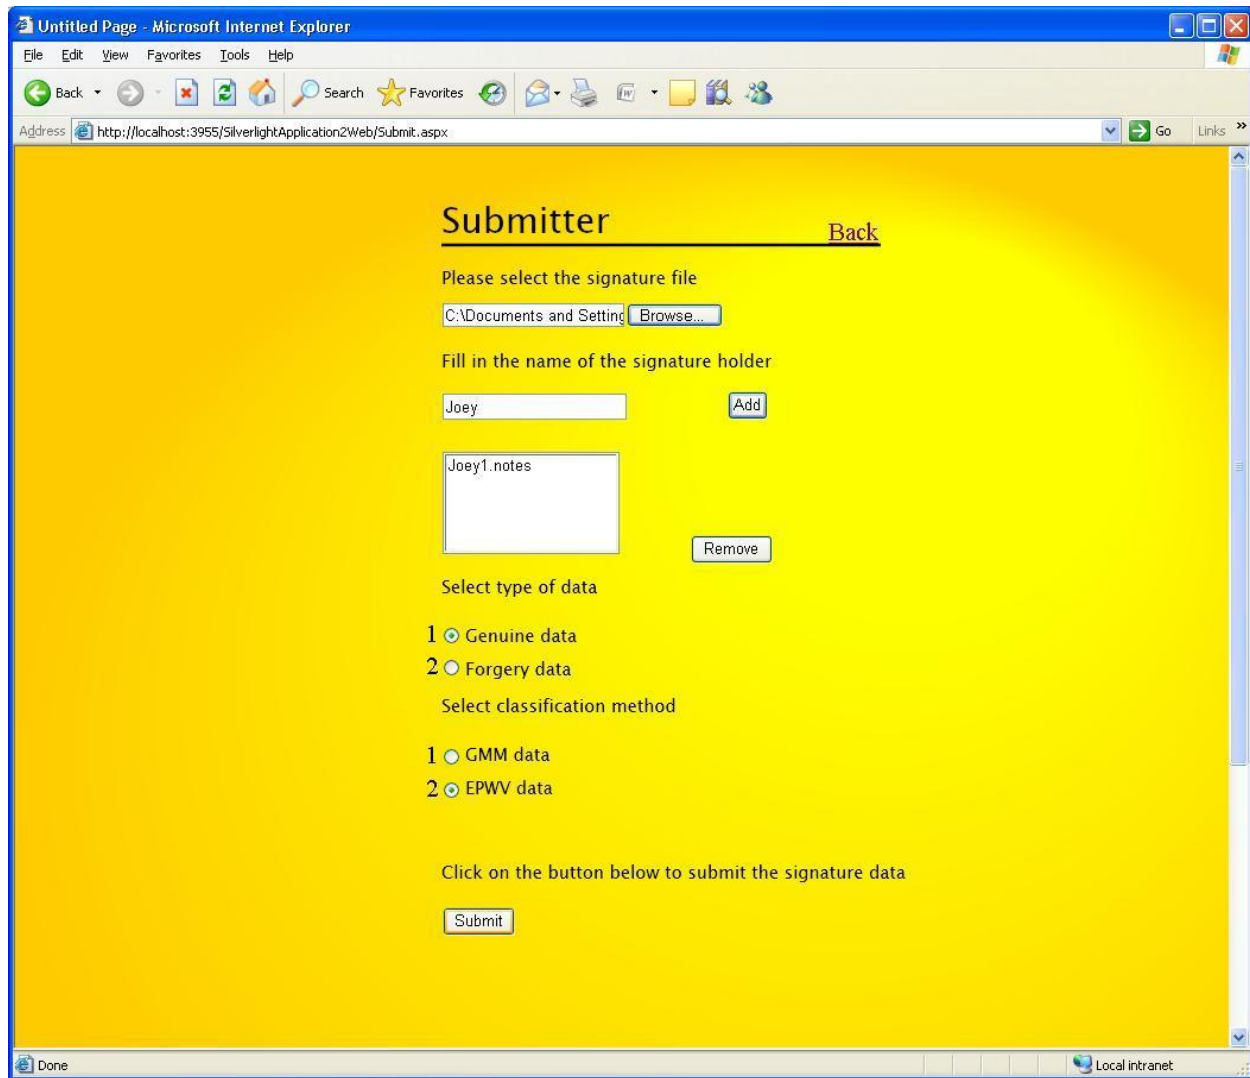 Untitled Page - Microsoft Internet Explorer
File Edit View Favorites Tools Help
Back Search Favorites
Address http://localhost:3955/SilverlightApplication2Web/Submit.aspx Go Links »
Submitter Back
Please select the signature file
C:\Documents and Setting Browse...
Fill in the name of the signature holder
Joey Add
Joey1.notes
Remove
Select type of data
1 Genuine data
2 Forgery data
Select classification method
1 GMM data
2 EPWV data
Click on the button below to submit the signature data
Submit
Done Local intranet